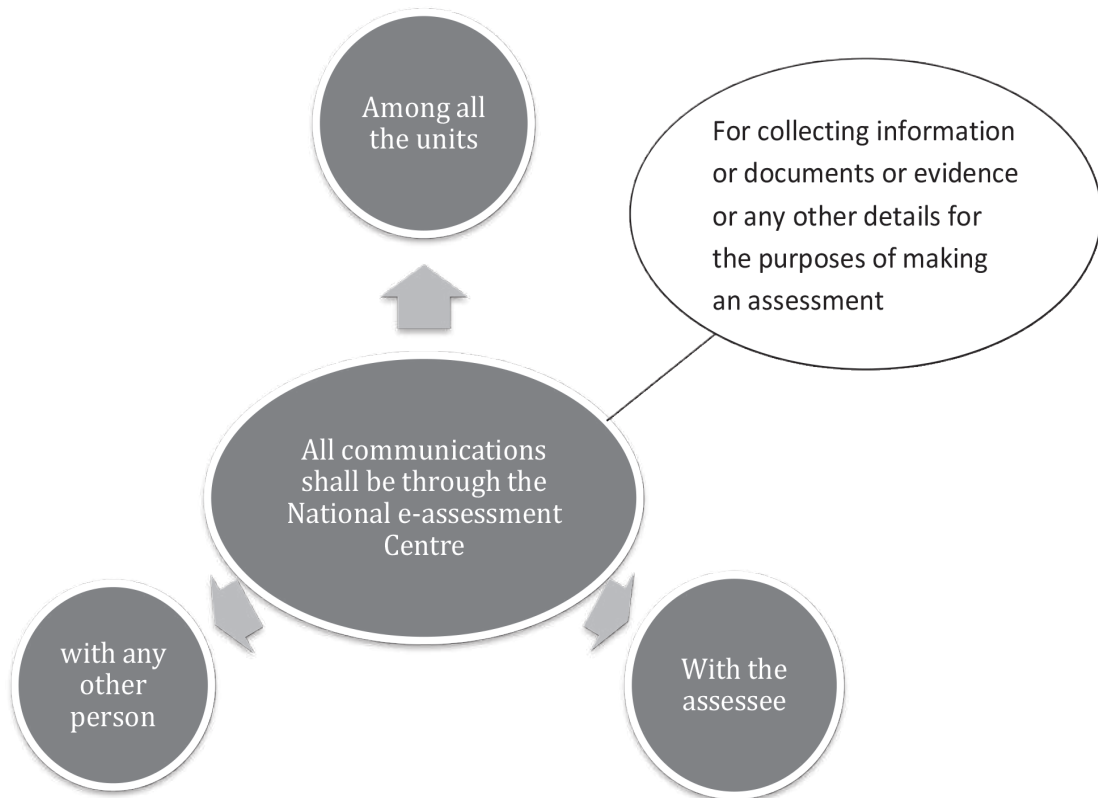 Among all
the units
For collecting information
or documents or evidence
or any other details for
the purposes of making
an assessment
All communications
shall be through the
National e-assessment
Centre
with any
other
person
With the
assessee